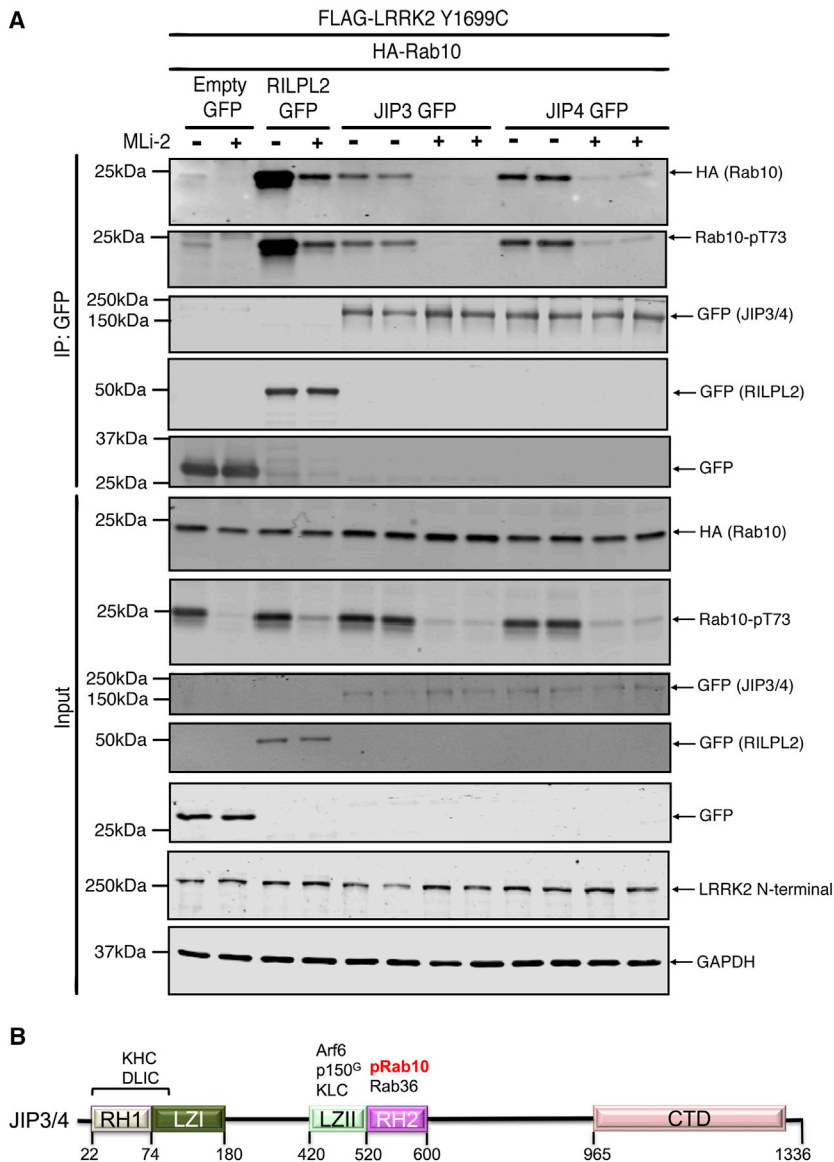 A
FLAG-LRRK2 Y1699C
HA-Rab10
Empty GFP
RILPL2 GFP
JIP3 GFP
JIP4 GFP
MLi-2 - + - + - - + + - - + +
IP: GFP
25kDa HA (Rab10)
25kDa Rab10-pT73
250kDa
150kDa GFP (JIP3/4)
50kDa GFP (RILPL2)
37kDa
25kDa GFP
Input
25kDa HA (Rab10)
25kDa Rab10-pT73
250kDa GFP (JIP3/4)
150kDa
50kDa GFP (RILPL2)
GFP
25kDa
250kDa LRRK2 N-terminal
37kDa GAPDH
B
KHC
DLIC
Arf6
p150ᴳ
KLC
pRab10
Rab36
JIP3/4 RH1 LZI LZII RH2 CTD
22 74 180 420 520 600 965 1336